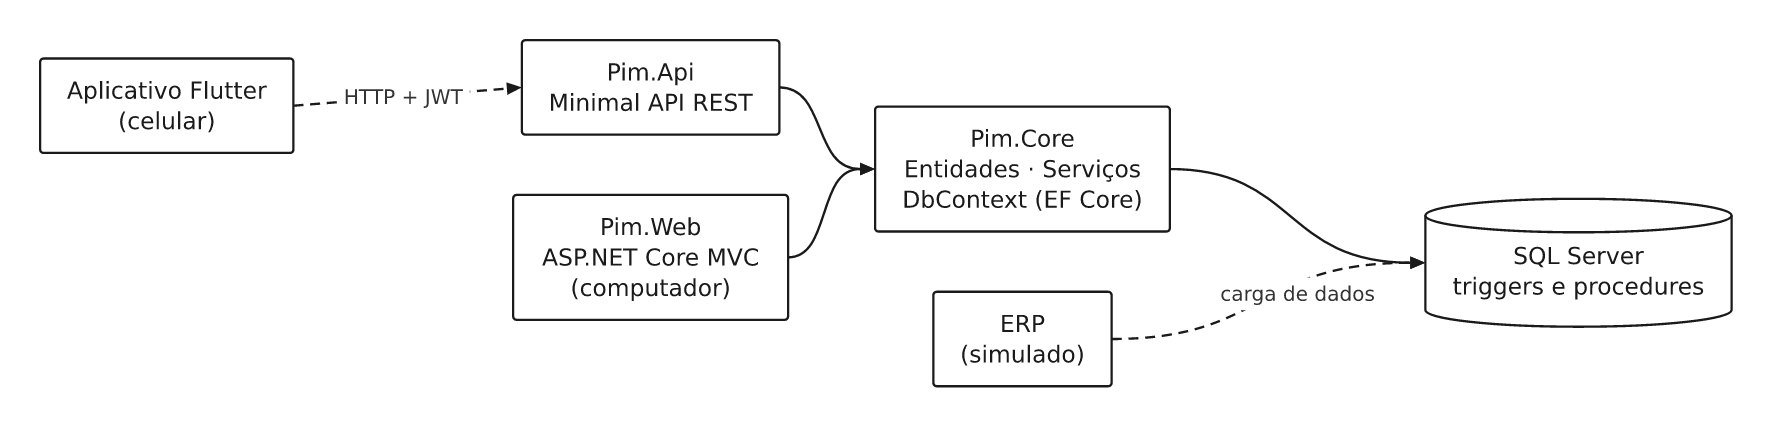 Aplicativo Flutter
(celular)
HTTP + JWT
Pim.Api
Minimal API REST
Pim.Web
ASP.NET Core MVC
(computador)
Pim.Core
Entidades · Serviços
DbContext (EF Core)
ERP
(simulado)
carga de dados
SQL Server
triggers e procedures